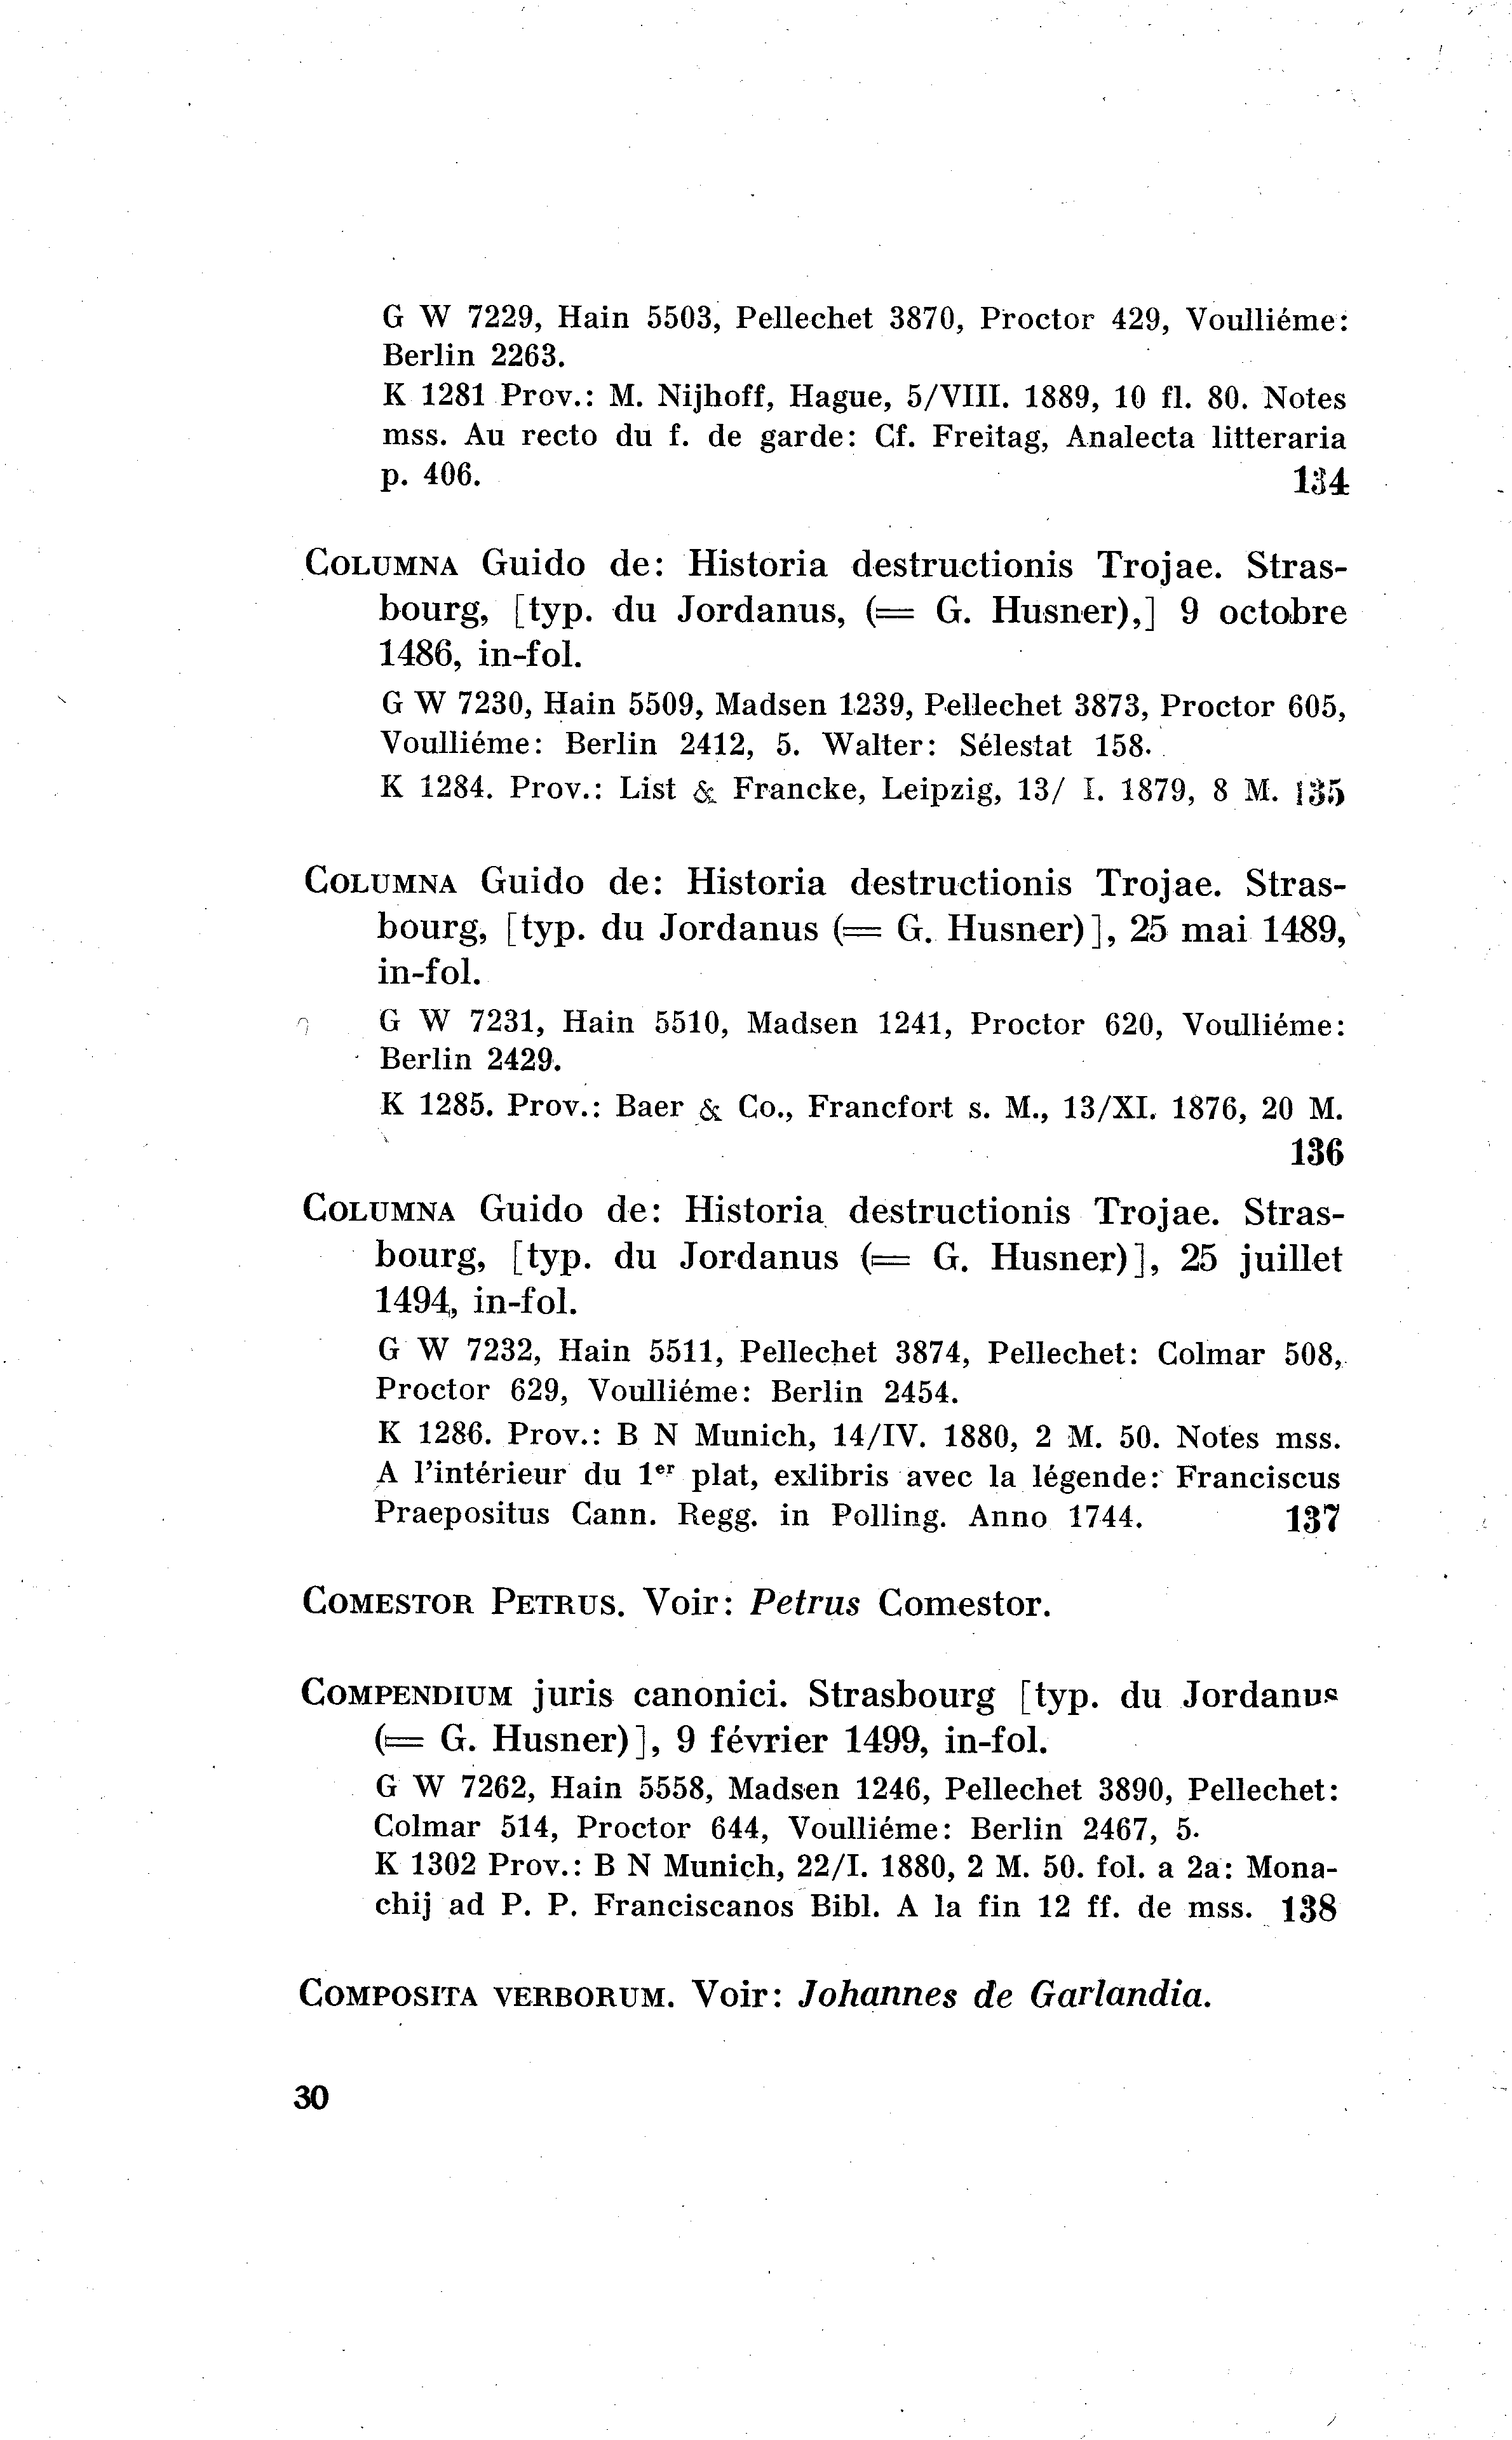 G W 7229, Hain 5503, Pellechet 3870, Proctor 429, Voulliéme:
Berlin 2263.
K 1281 Prov.: M. Nijhoff, Hague, 5/VIII. 1889, 10 fl. 80. Notes
mss. Au recto du f. de garde: Cf. Freitag, Analecta litteraria
p. 406. 134
COLUMNA Guido de: Historia destructionis Trojae. Stras-
bourg, [typ. du Jordanus, (= G. Husner),] 9 octobre
1486, in-fol.
G W 7230, Hain 5509, Madsen 1239, Pellechet 3873, Proctor 605,
Voulliéme: Berlin 2412, 5. Walter: Sélestat 158.
K 1284. Prov.: List & Francke, Leipzig, 13/ I. 1879, 8 M. 135
COLUMNA Guido de: Historia destructionis Trojae. Stras-
bourg, [typ. du Jordanus (= G. Husner)], 25 mai 1489,
in-fol.
G W 7231, Hain 5510, Madsen 1241, Proctor 620, Voulliéme:
Berlin 2429.
K 1285. Prov.: Baer & Co., Francfort s. M., 13/XI. 1876, 20 M.
136
COLUMNA Guido de: Historia destructionis Trojae. Stras-
bourg, [typ. du Jordanus (= G. Husner)], 25 juillet
1494, in-fol.
G W 7232, Hain 5511, Pellechet 3874, Pellechet: Colmar 508,
Proctor 629, Voulliéme: Berlin 2454.
K 1286. Prov.: B N Munich, 14/IV. 1880, 2 M. 50. Notes mss.
A l'intérieur du 1er plat, exlibris avec la légende: Franciscus
Praepositus Cann. Regg. in Polling. Anno 1744. 137
COMESTOR PETRUS. Voir: Petrus Comestor.
COMPENDIUM juris canonici. Strasbourg [typ. du Jordanus
(= G. Husner)], 9 février 1499, in-fol.
G W 7262, Hain 5558, Madsen 1246, Pellechet 3890, Pellechet:
Colmar 514, Proctor 644, Voulliéme: Berlin 2467, 5.
K 1302 Prov.: B N Munich, 22/I. 1880, 2 M. 50. fol. a 2a: Mona-
chij ad P. P. Franciscanos Bibl. A la fin 12 ff. de mss. 138
COMPOSITA VERBORUM. Voir: Johannes de Garlandia.
30